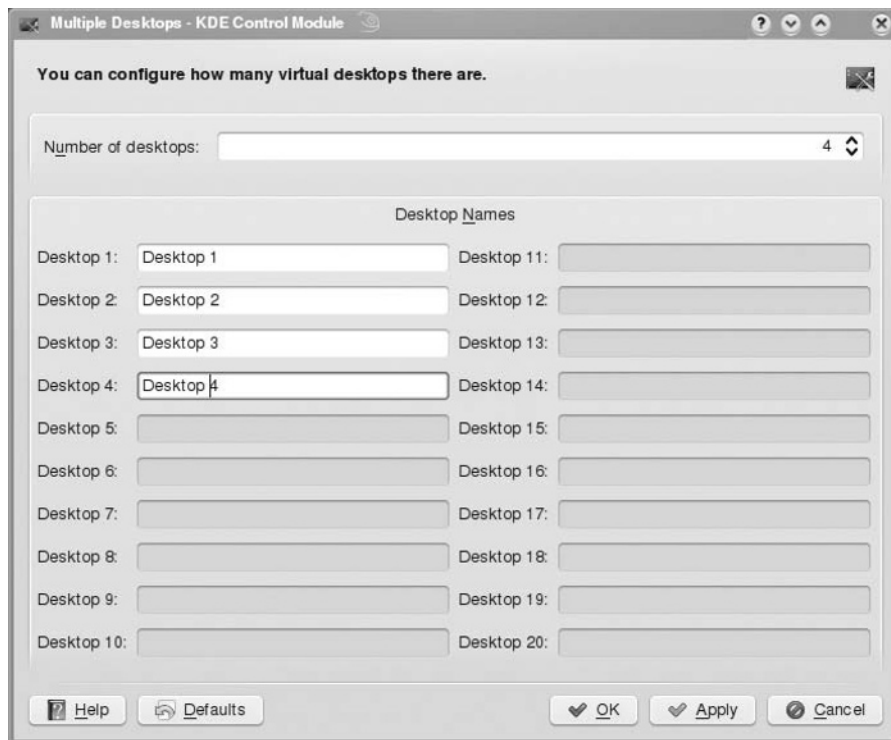 Multiple Desktops - KDE Control Module
You can configure how many virtual desktops there are.
Number of desktops: 4
Desktop Names
Desktop 1: Desktop 1
Desktop 2: Desktop 2
Desktop 3: Desktop 3
Desktop 4: Desktop 4
Desktop 5:
Desktop 6:
Desktop 7:
Desktop 8:
Desktop 9:
Desktop 10:
Desktop 11:
Desktop 12:
Desktop 13:
Desktop 14:
Desktop 15:
Desktop 16:
Desktop 17:
Desktop 18:
Desktop 19:
Desktop 20:
Help Defaults OK Apply Cancel